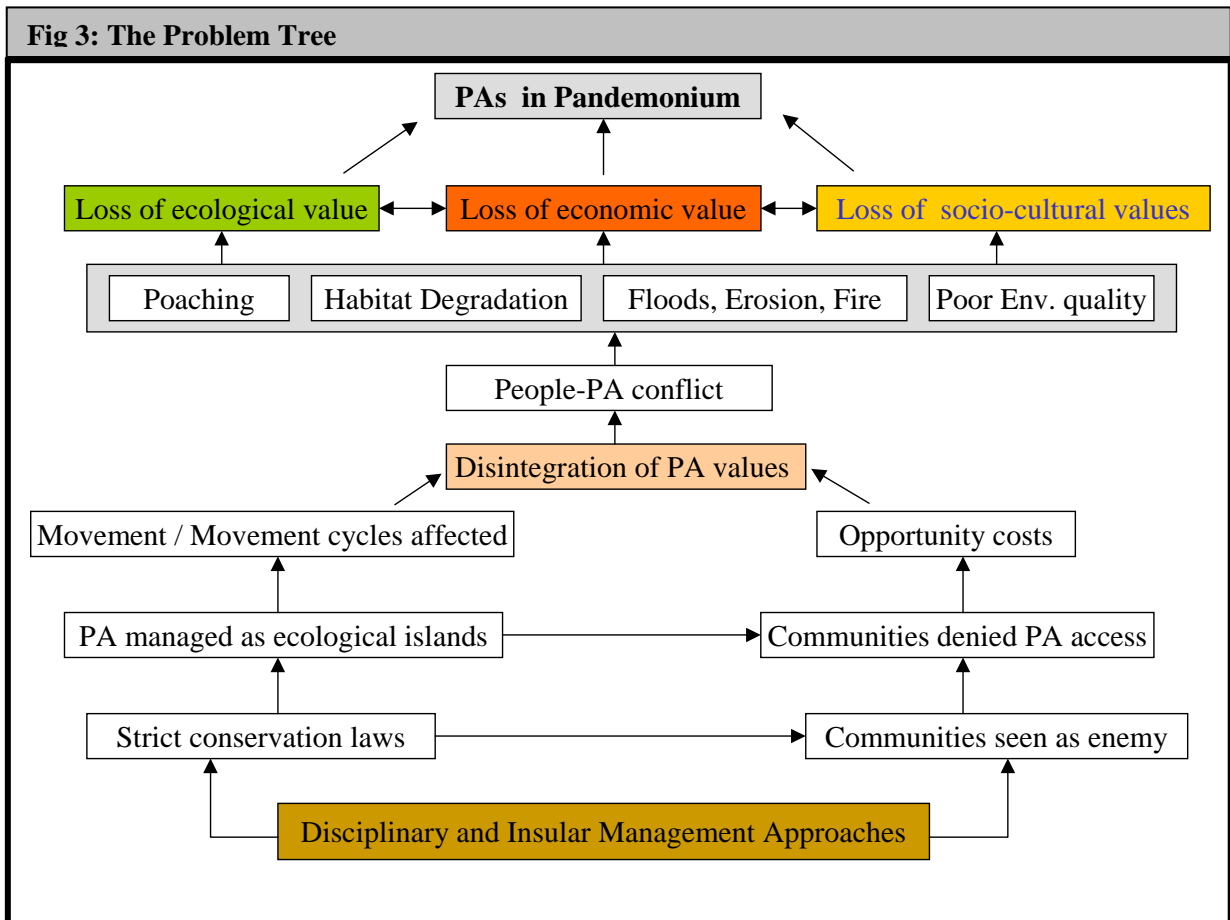 Fig 3: The Problem Tree
PAs in Pandemonium
Loss of ecological value
Loss of economic value
Loss of socio-cultural values
Poaching
Habitat Degradation
Floods, Erosion, Fire
Poor Env. quality
People-PA conflict
Disintegration of PA values
Movement / Movement cycles affected
Opportunity costs
PA managed as ecological islands
Communities denied PA access
Strict conservation laws
Communities seen as enemy
Disciplinary and Insular Management Approaches